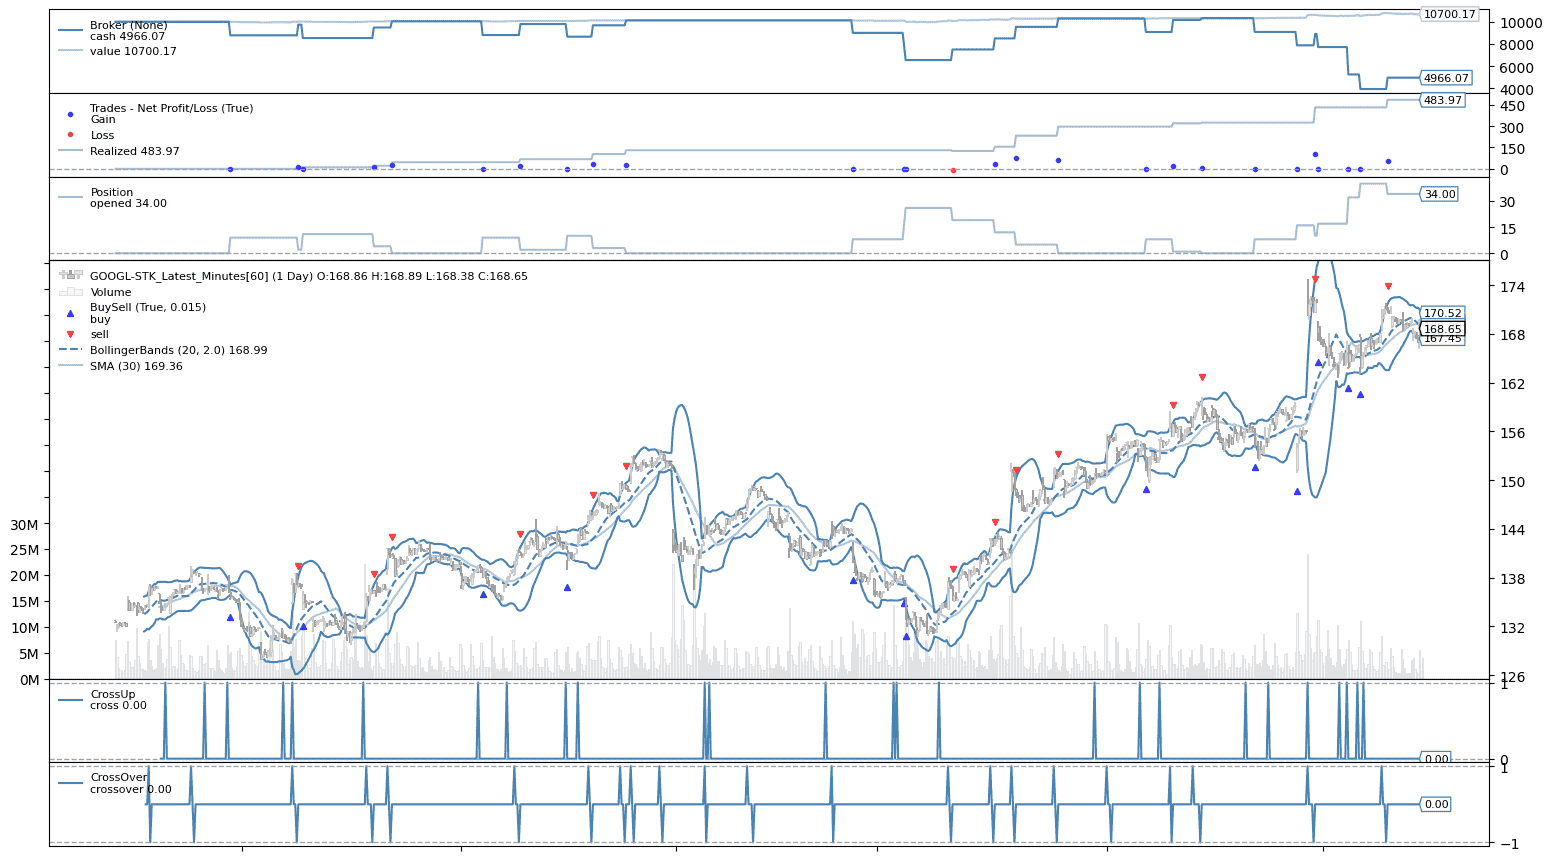 Broker (None)
cash 4966.07
value 10700.17
10700.17
10000
8000
6000
4966.07
4000
Trades - Net Profit/Loss (True)
Gain
Loss
Realized 483.97
483.97
450
300
150
0
Position
opened 34.00
34.00
30
15
0
GOOGL-STK_Latest_Minutes[60] (1 Day) O:168.86 H:168.89 L:168.38 C:168.65
Volume
BuySell (True, 0.015)
buy
sell
BollingerBands (20, 2.0) 168.99
SMA (30) 169.36
174
170.52
168.65
167.45
168
162
156
150
144
138
132
126
30M
25M
20M
15M
10M
5M
0M
CrossUp
cross 0.00
1
0.00
0
CrossOver
crossover 0.00
1
0.00
−1